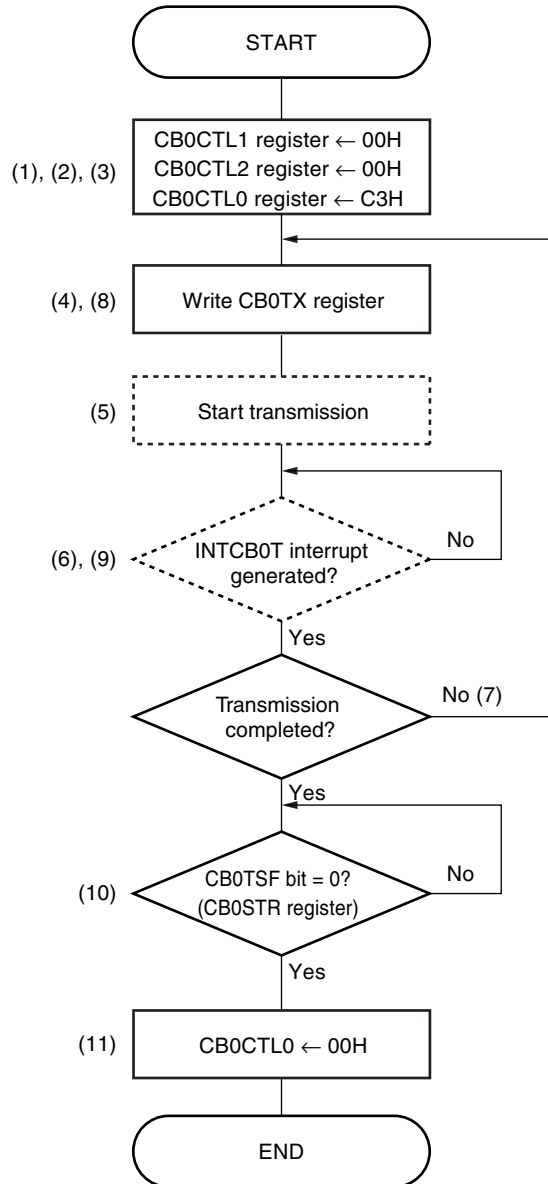 START
CB0CTL1 register ← 00H
(1), (2), (3)
CB0CTL2 register ← 00H
CB0CTL0 register ← C3H
(4), (8)
Write CB0TX register
(5)
Start transmission
(6), (9)
INTCB0T interrupt
generated?
No
Yes
Transmission
completed?
No (7)
Yes
(10)
CB0TSF bit = 0?
(CB0STR register)
No
Yes
(11)
CB0CTL0 ← 00H
END